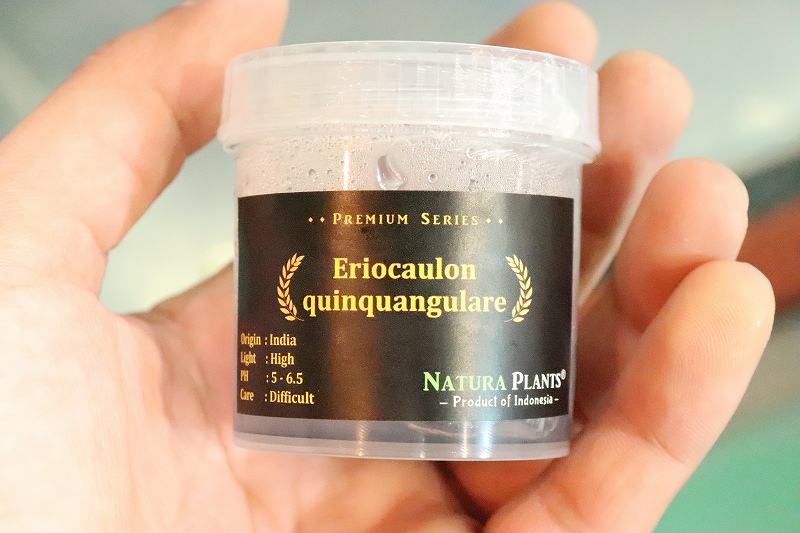 PREMIUM SERIES
Eriocaulon
quinquangulare
Origin : India
Light : High
PH : 5 - 6.5
Care : Difficult
NATURA PLANTS®
– Product of Indonesia –